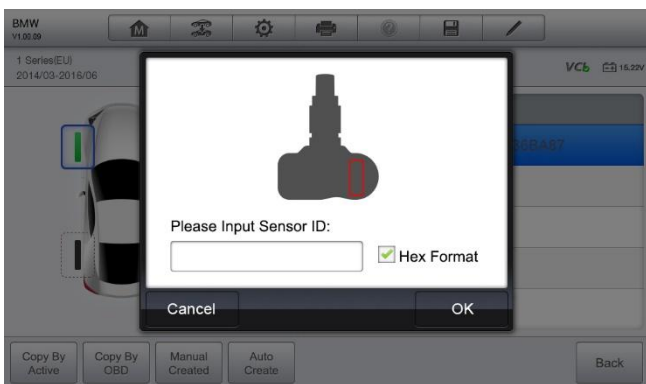 BMW
V1.00.09
M
1 Series(EU)
2014/03-2016/06
VCI
15.22V
Please Input Sensor ID:
Hex Format
Cancel
OK
Copy By
Active
Copy By
OBD
Manual
Created
Auto
Create
Back